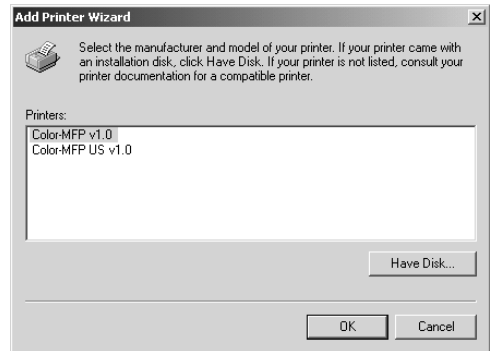 Add Printer Wizard
Select the manufacturer and model of your printer. If your printer came with
an installation disk, click Have Disk. If your printer is not listed, consult your
printer documentation for a compatible printer.
Printers:
Color-MFP v1.0
Color-MFP US v1.0
Have Disk...
OK
Cancel